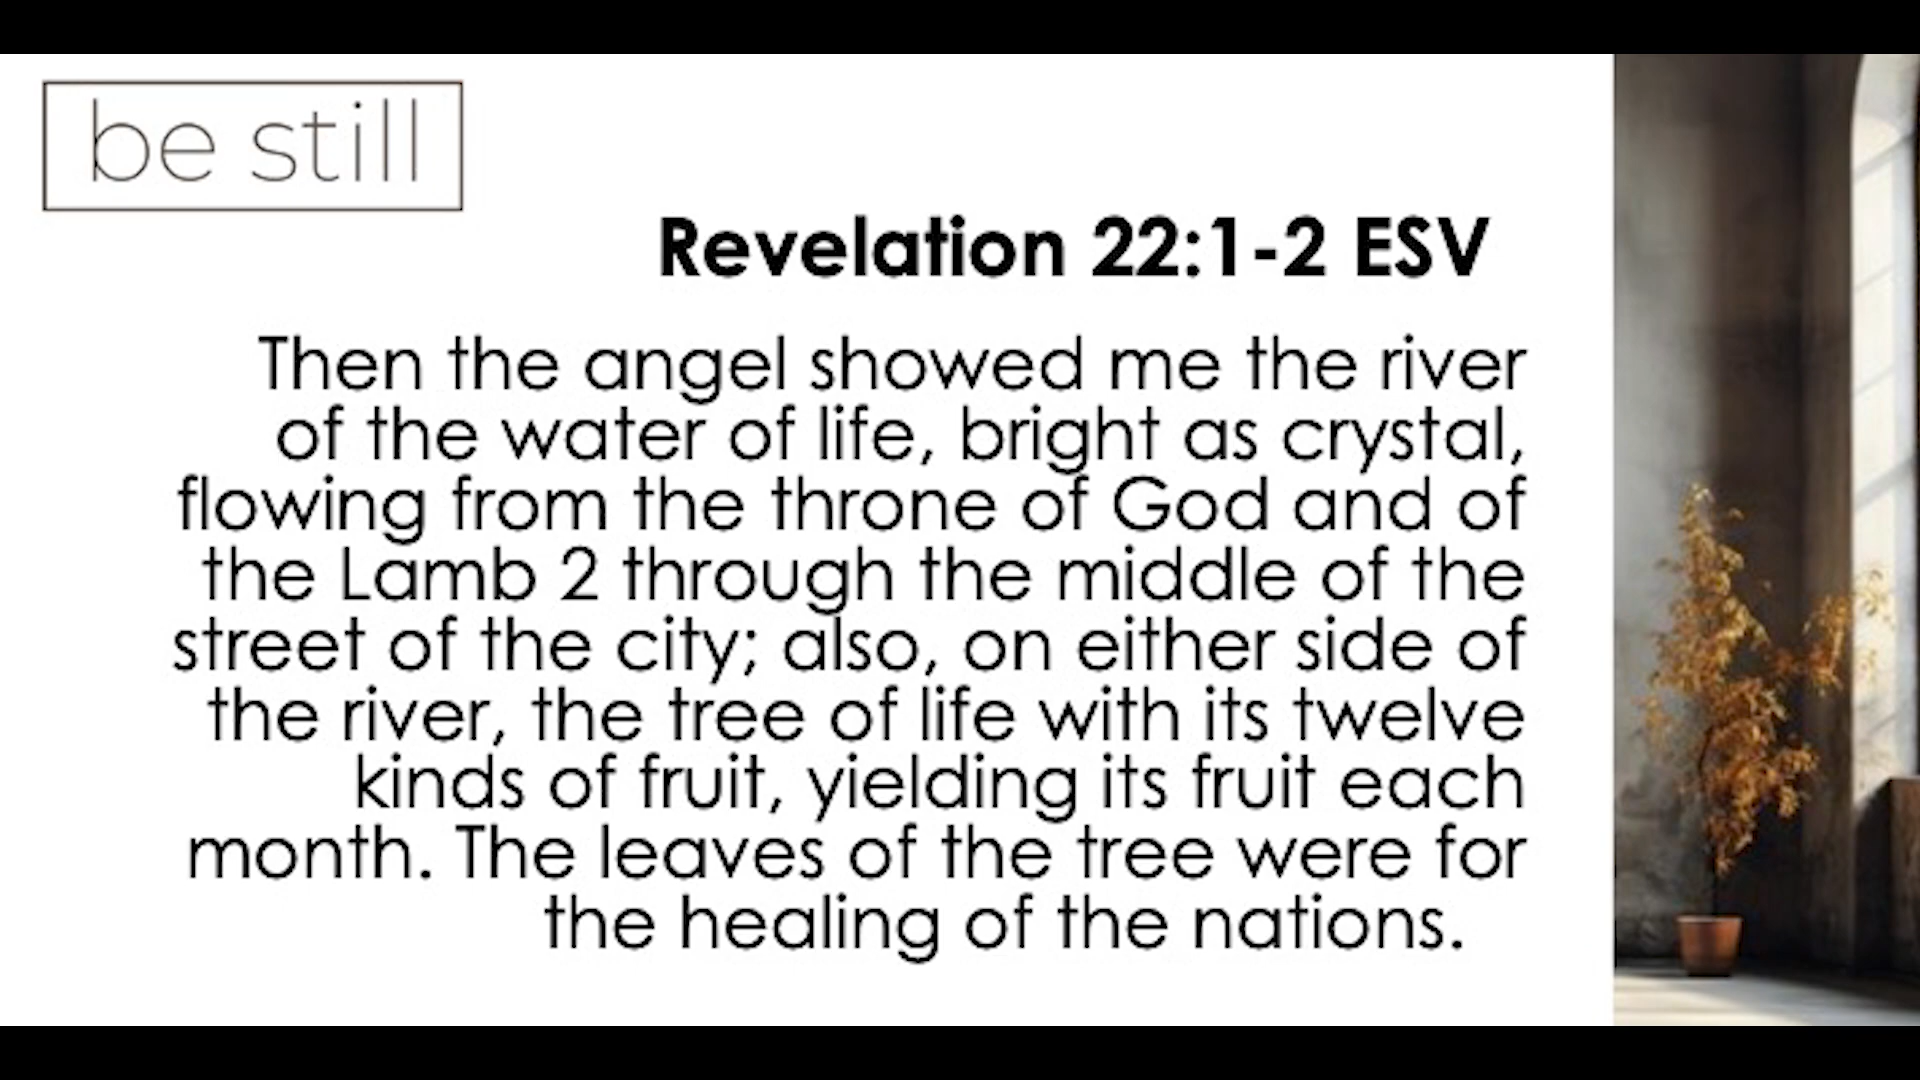 be still
Revelation 22:1-2 ESV
Then the angel showed me the river
of the water of life, bright as crystal,
flowing from the throne of God and of
the Lamb 2 through the middle of the
street of the city; also, on either side of
the river, the tree of life with its twelve
kinds of fruit, yielding its fruit each
month. The leaves of the tree were for
the healing of the nations.